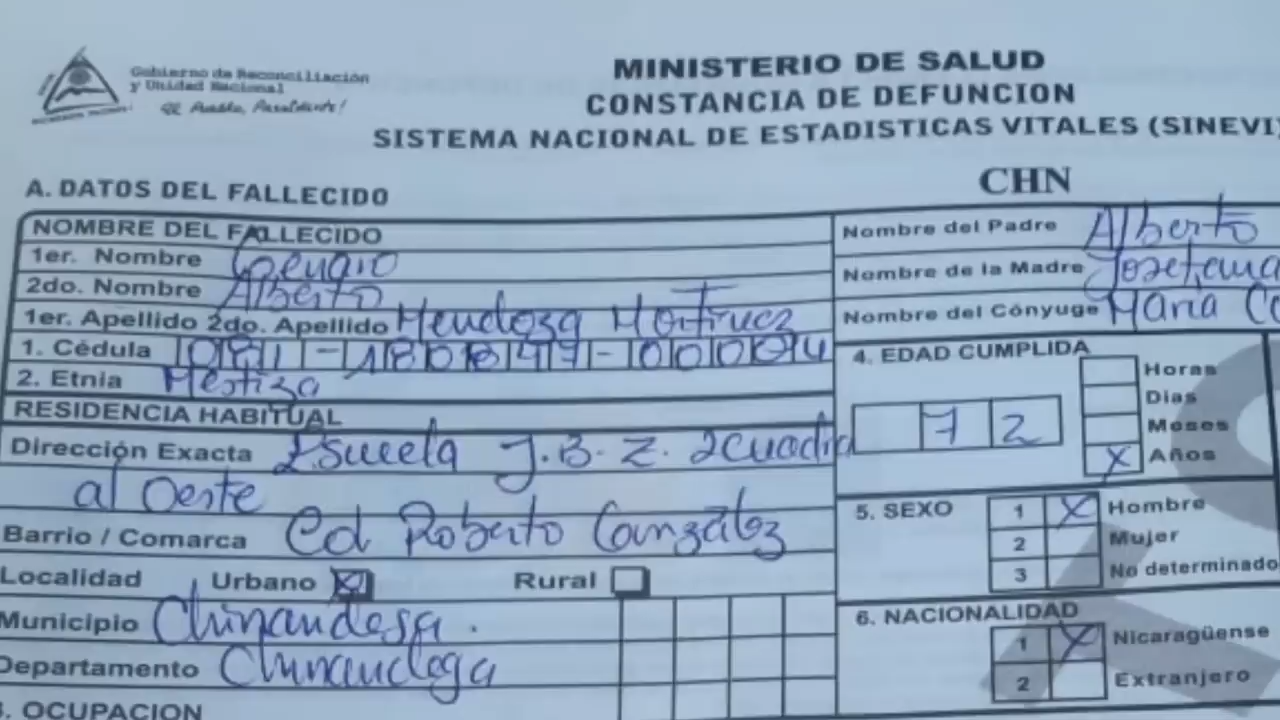 Gobierno de Reconciliación
y Unidad Nacional
El Pueblo, Presidente!
MINISTERIO DE SALUD
CONSTANCIA DE DEFUNCION
SISTEMA NACIONAL DE ESTADISTICAS VITALES (SINEVI
CHN
A. DATOS DEL FALLECIDO
NOMBRE DEL FALLECIDO
1er. Nombre
2do. Nombre Alberto
1er. Apellido 2do. Apellido Mendoza
1. Cédula
2. Etnia Mestiza
RESIDENCIA HABITUAL
Dirección Exacta Escuela J.B.Z. 2cuadra
al Oeste
Barrio / Comarca Cd Roberto González
Localidad Urbano X Rural
Municipio Chinandega.
Departamento Chinandega
3. OCUPACION
Nombre del Padre Alberto
Nombre de la Madre
Nombre del Cónyuge Maria
4. EDAD CUMPLIDA
72
Horas
Dias
Meses
X Años
5. SEXO
1 X Hombre
2 Mujer
3 No determinado
6. NACIONALIDAD
1 X Nicaragüense
2 Extranjero